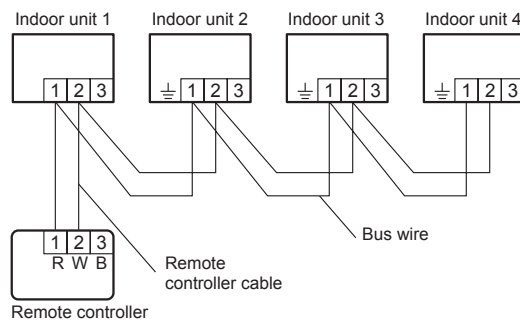 Indoor unit 1 Indoor unit 2 Indoor unit 3 Indoor unit 4
1 2 3 1 2 3 1 2 3 1 2 3
Bus wire
1 2 3
R W B
Remote
controller cable
Remote controller